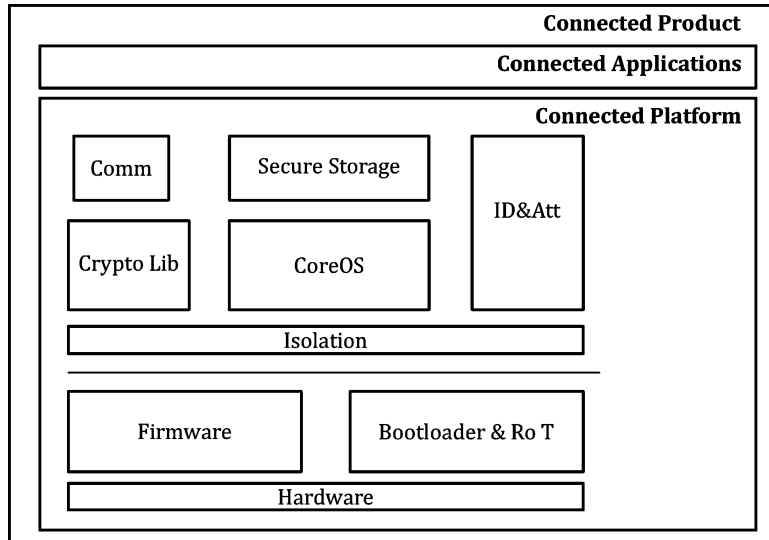 Connected Product
Connected Applications
Connected Platform
Comm
Secure Storage
ID&Att
Crypto Lib
CoreOS
Isolation
Firmware
Bootloader & Ro T
Hardware